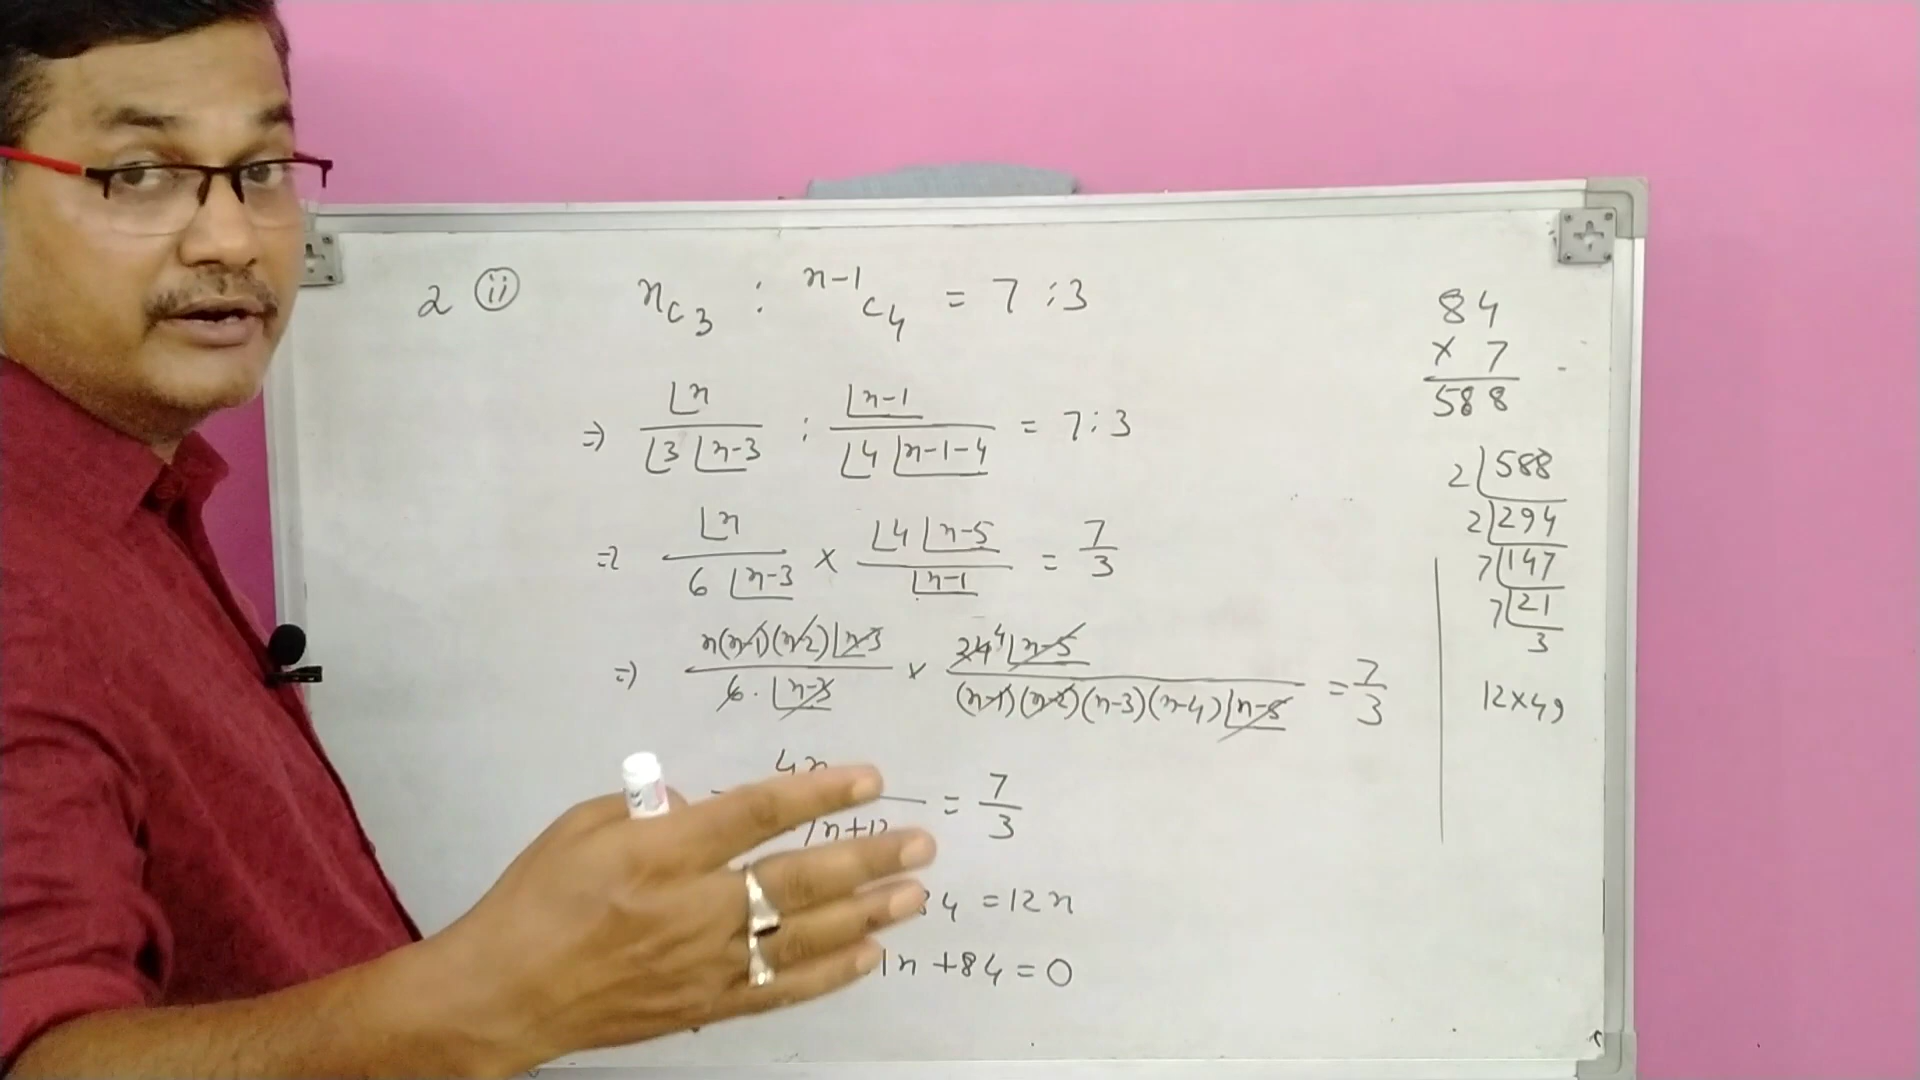 2 (ii) nC3 : n-1C4 = 7 : 3
=> ⌊n / ⌊3 ⌊n-3 : ⌊n-1 / ⌊4 ⌊n-1-4 = 7 : 3
=> ⌊n / 6 ⌊n-3 × ⌊4 ⌊n-5 / ⌊n-1 = 7/3
=> n(n-1)(n-2)⌊n-3 / 6 . ⌊n-3 × 24 4 ⌊n-5 / (n-1)(n-2)(n-3)(n-4)⌊n-5 = 7/3
4n / 7n+12 = 7/3
84 = 12n
1n + 84 = 0
84
× 7
588
2 | 588
2 | 294
7 | 147
7 | 21
3
12×49